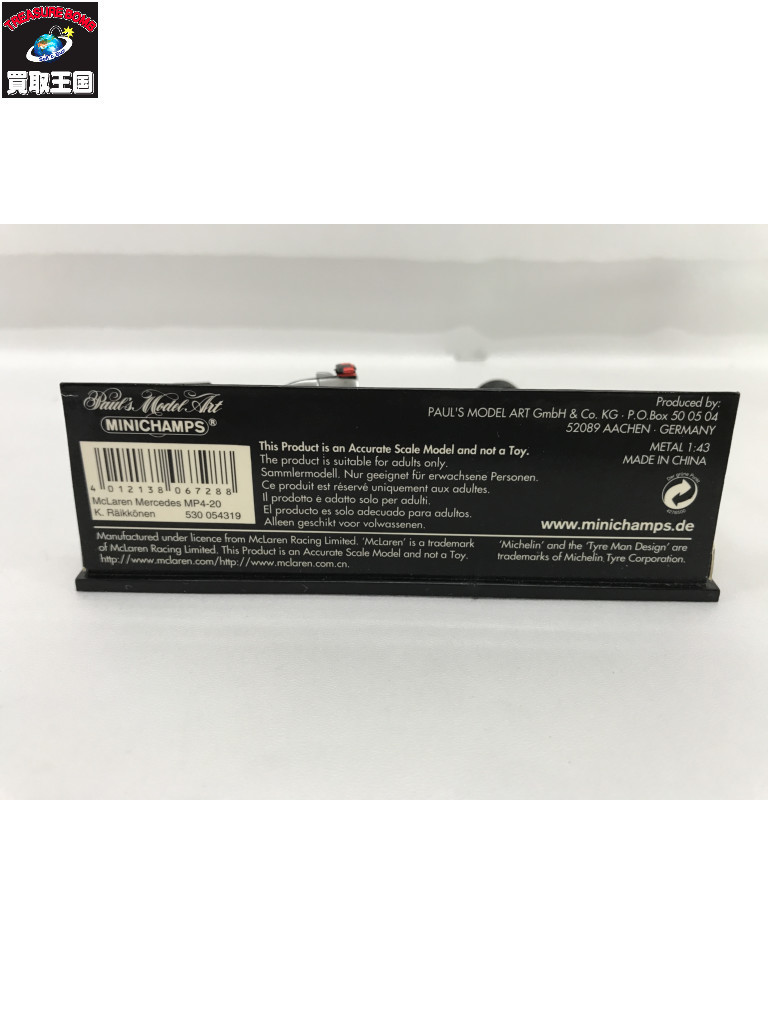 TREASURE BOMB
買取王国
Paul's Model Art
MINICHAMPS®
4 012138 067288
McLaren Mercedes MP4-20
K. Räikkönen 530 054319
This Product is an Accurate Scale Model and not a Toy.
The product is suitable for adults only.
Sammlermodell. Nur geeignet für erwachsene Personen.
Ce produit est réservé uniquement aux adultes.
Il prodotto è adatto solo per adulti.
El producto es solo adecuado para adultos.
Alleen geschikt voor volwassenen.
Produced by:
PAUL'S MODEL ART GmbH & Co. KG · P.O.Box 50 05 04
52089 AACHEN · GERMANY
METAL 1:43
MADE IN CHINA
Der grüne Punkt
www.minichamps.de
Manufactured under licence from McLaren Racing Limited. 'McLaren' is a trademark
of McLaren Racing Limited. This Product is an Accurate Scale Model and not a Toy.
http://www.mclaren.com/http://www.mclaren.com.cn.
'Michelin' and the 'Tyre Man Design' are
trademarks of Michelin Tyre Corporation.